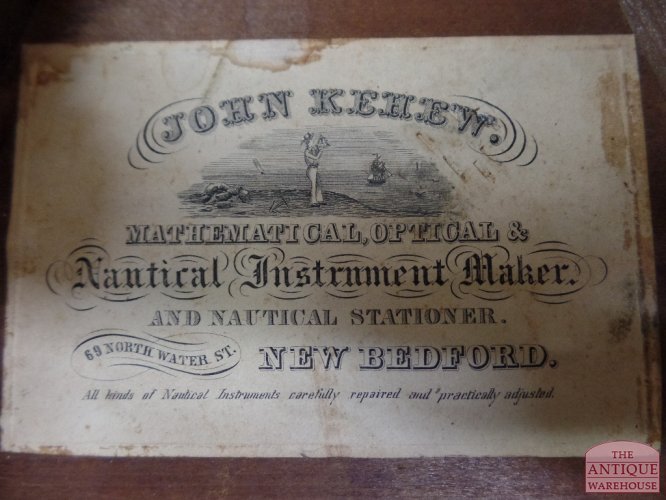 JOHN KEHEW.
MATHEMATICAL, OPTICAL &
Nautical Instrument Maker.
AND NAUTICAL STATIONER.
69 NORTH WATER ST. NEW BEDFORD.
All kinds of Nautical Instruments carefully repaired and practically adjusted.
THE
ANTIQUE
WAREHOUSE